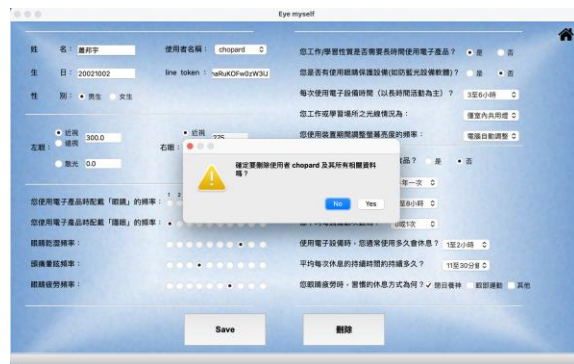 Eye myself
姓 名: 蕭邦宇
使用者名稱: chopard
生 日: 20021002
line token :
性 別: 男生 女生
左眼: 近視 遠視 300.0
散光 0.0
右眼: 近視 225
您使用電子產品時配戴「眼鏡」的頻率:
您使用電子產品時配戴「隱眼」的頻率:
眼睛乾澀頻率:
頭痛暈眩頻率:
眼睛疲勞頻率:
您工作/學習性質是否需要長時間使用電子產品? 是 否
您是否有使用眼睛保護設備(如防藍光設備軟體)? 是 否
每次使用電子設備時間(以長時間活動為主)? 3至6小時
您工作或學習場所之光線情況為: 僅室內共用燈
您使用裝置期間調整螢幕亮度的頻率: 電腦自動調整
品? 是 否
年一次
至8小時
使用電子設備時,您通常使用多久會休息? 1至2小時
平均每次休息的持續時間約持續多久? 11至30分鐘
您眼睛疲勞時,習慣的休息方式為何? 閉目養神 眼部運動 其他
確定要刪除使用者 chopard 及其所有相關資料
嗎?
No Yes
Save
刪除